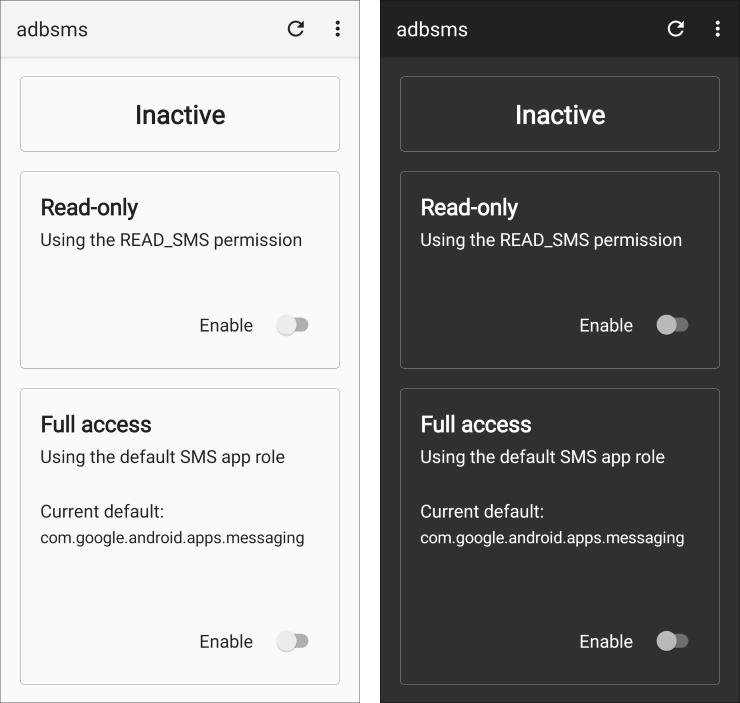 adbsms
Inactive
Read-only
Using the READ_SMS permission
Enable
Full access
Using the default SMS app role
Current default:
com.google.android.apps.messaging
Enable
adbsms
Inactive
Read-only
Using the READ_SMS permission
Enable
Full access
Using the default SMS app role
Current default:
com.google.android.apps.messaging
Enable